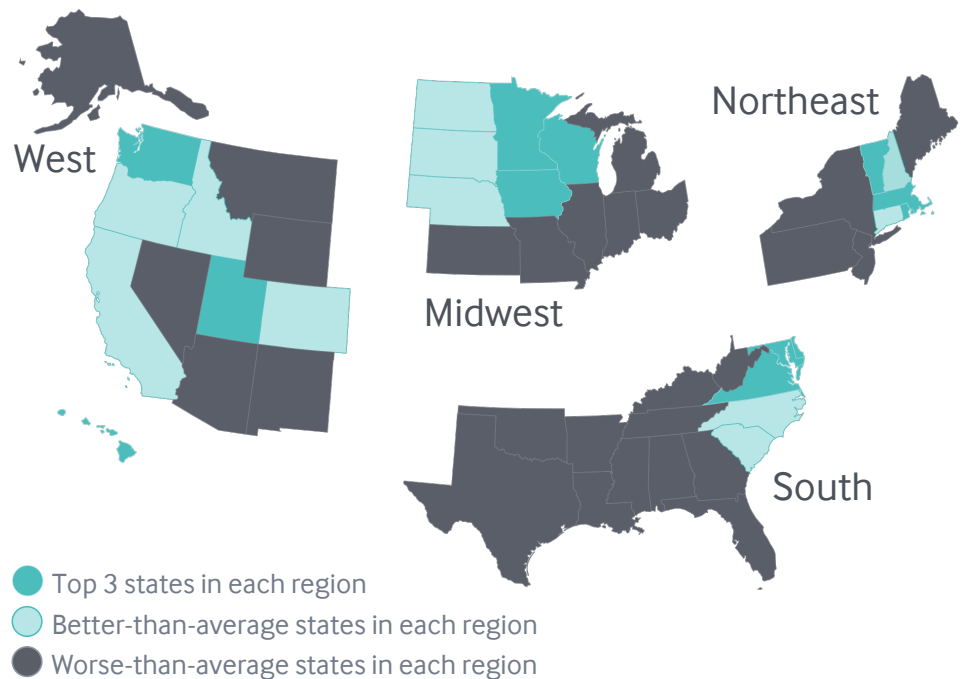 Northeast
West
Midwest
South
Top 3 states in each region
Better-than-average states in each region
Worse-than-average states in each region